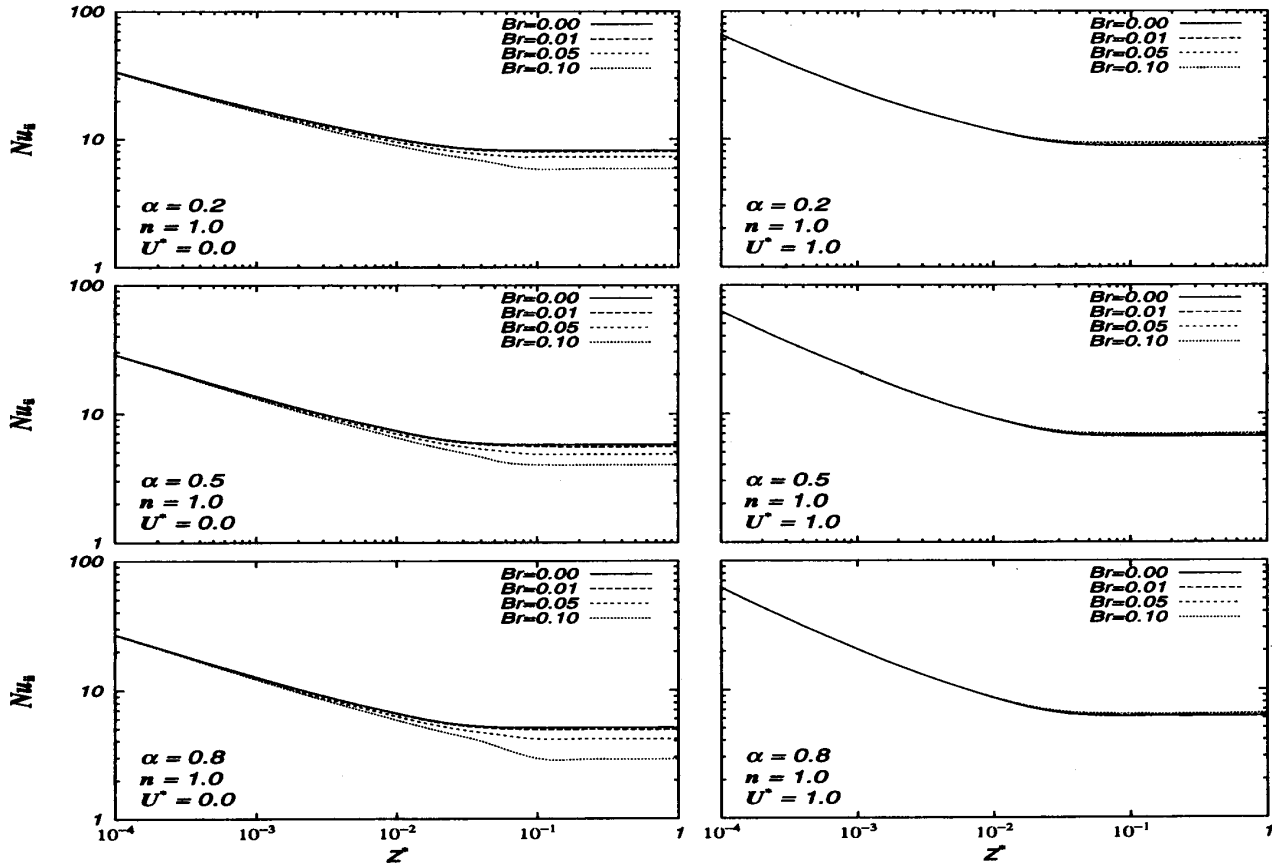 100
10
1
Nu_ii
Br=0.00
Br=0.01
Br=0.05
Br=0.10
α = 0.2
n = 1.0
U* = 0.0
Br=0.00
Br=0.01
Br=0.05
Br=0.10
α = 0.2
n = 1.0
U* = 1.0
100
10
1
Nu_ii
Br=0.00
Br=0.01
Br=0.05
Br=0.10
α = 0.5
n = 1.0
U* = 0.0
Br=0.00
Br=0.01
Br=0.05
Br=0.10
α = 0.5
n = 1.0
U* = 1.0
100
10
1
Nu_ii
Br=0.00
Br=0.01
Br=0.05
Br=0.10
α = 0.8
n = 1.0
U* = 0.0
10⁻⁴ 10⁻³ 10⁻² 10⁻¹ 1
Z*
Br=0.00
Br=0.01
Br=0.05
Br=0.10
α = 0.8
n = 1.0
U* = 1.0
10⁻⁴ 10⁻³ 10⁻² 10⁻¹ 1
Z*